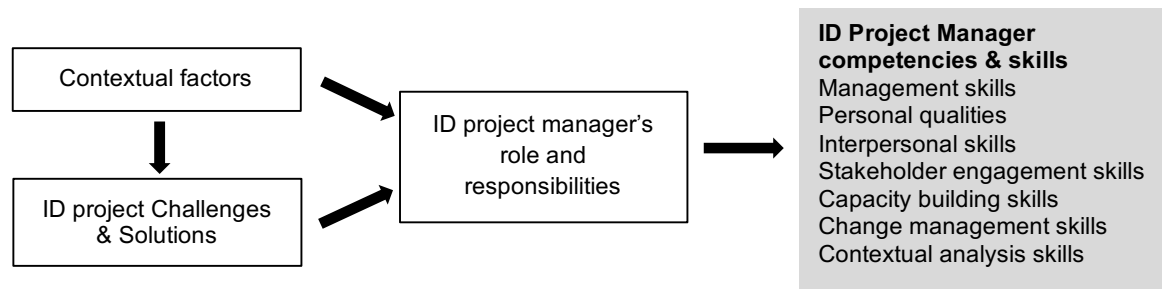 Contextual factors
ID project Challenges
& Solutions
ID project manager’s
role and
responsibilities
ID Project Manager
competencies & skills
Management skills
Personal qualities
Interpersonal skills
Stakeholder engagement skills
Capacity building skills
Change management skills
Contextual analysis skills